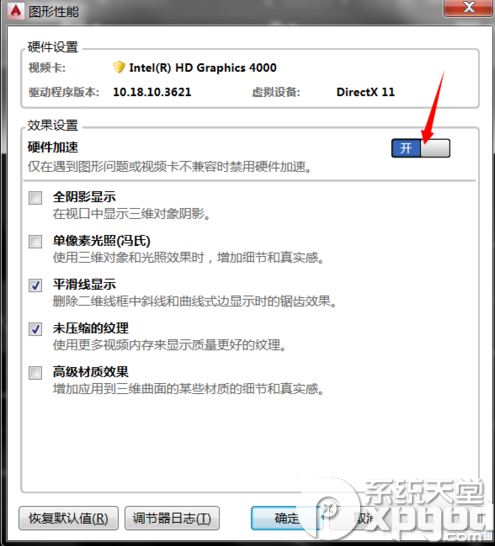 图形性能
硬件设置
视频卡: Intel(R) HD Graphics 4000
驱动程序版本: 10.18.10.3621 虚拟设备: DirectX 11
效果设置
硬件加速 开
仅在遇到图形问题或视频卡不兼容时禁用硬件加速。
全阴影显示
在视口中显示三维对象阴影。
单像素光照(冯氏)
使用三维对象和光照效果时，增加细节和真实感。
平滑线显示
删除二维线框中斜线和曲线式边显示时的锯齿效果。
未压缩的纹理
使用更多视频内存来显示质量更好的纹理。
高级材质效果
增加应用到三维曲面的某些材质的细节和真实感。
恢复默认值(R) 调节器日志(T) 确定 取消
系统天堂
xpgod.com